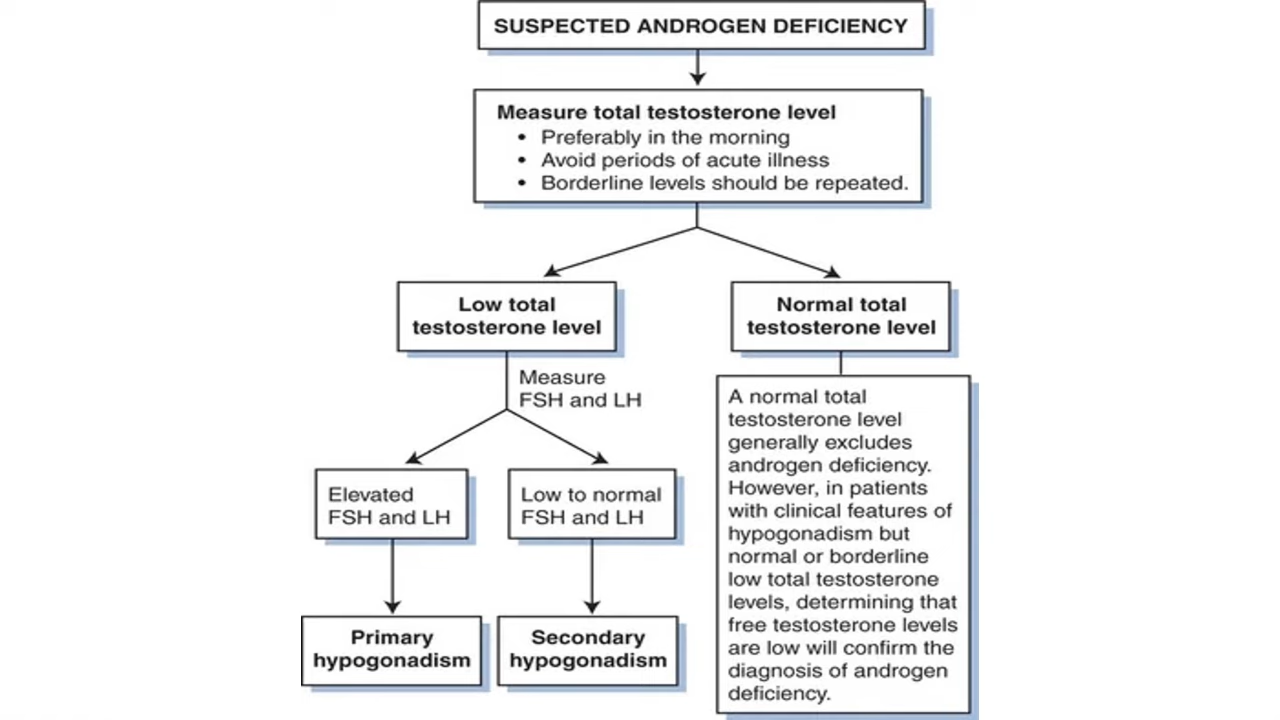 SUSPECTED ANDROGEN DEFICIENCY
Measure total testosterone level
• Preferably in the morning
• Avoid periods of acute illness
• Borderline levels should be repeated.
Low total
testosterone level
Normal total
testosterone level
Measure
FSH and LH
Elevated
FSH and LH
Low to normal
FSH and LH
Primary
hypogonadism
Secondary
hypogonadism
A normal total
testosterone level
generally excludes
androgen deficiency.
However, in patients
with clinical features of
hypogonadism but
normal or borderline
low total testosterone
levels, determining that
free testosterone levels
are low will confirm the
diagnosis of androgen
deficiency.